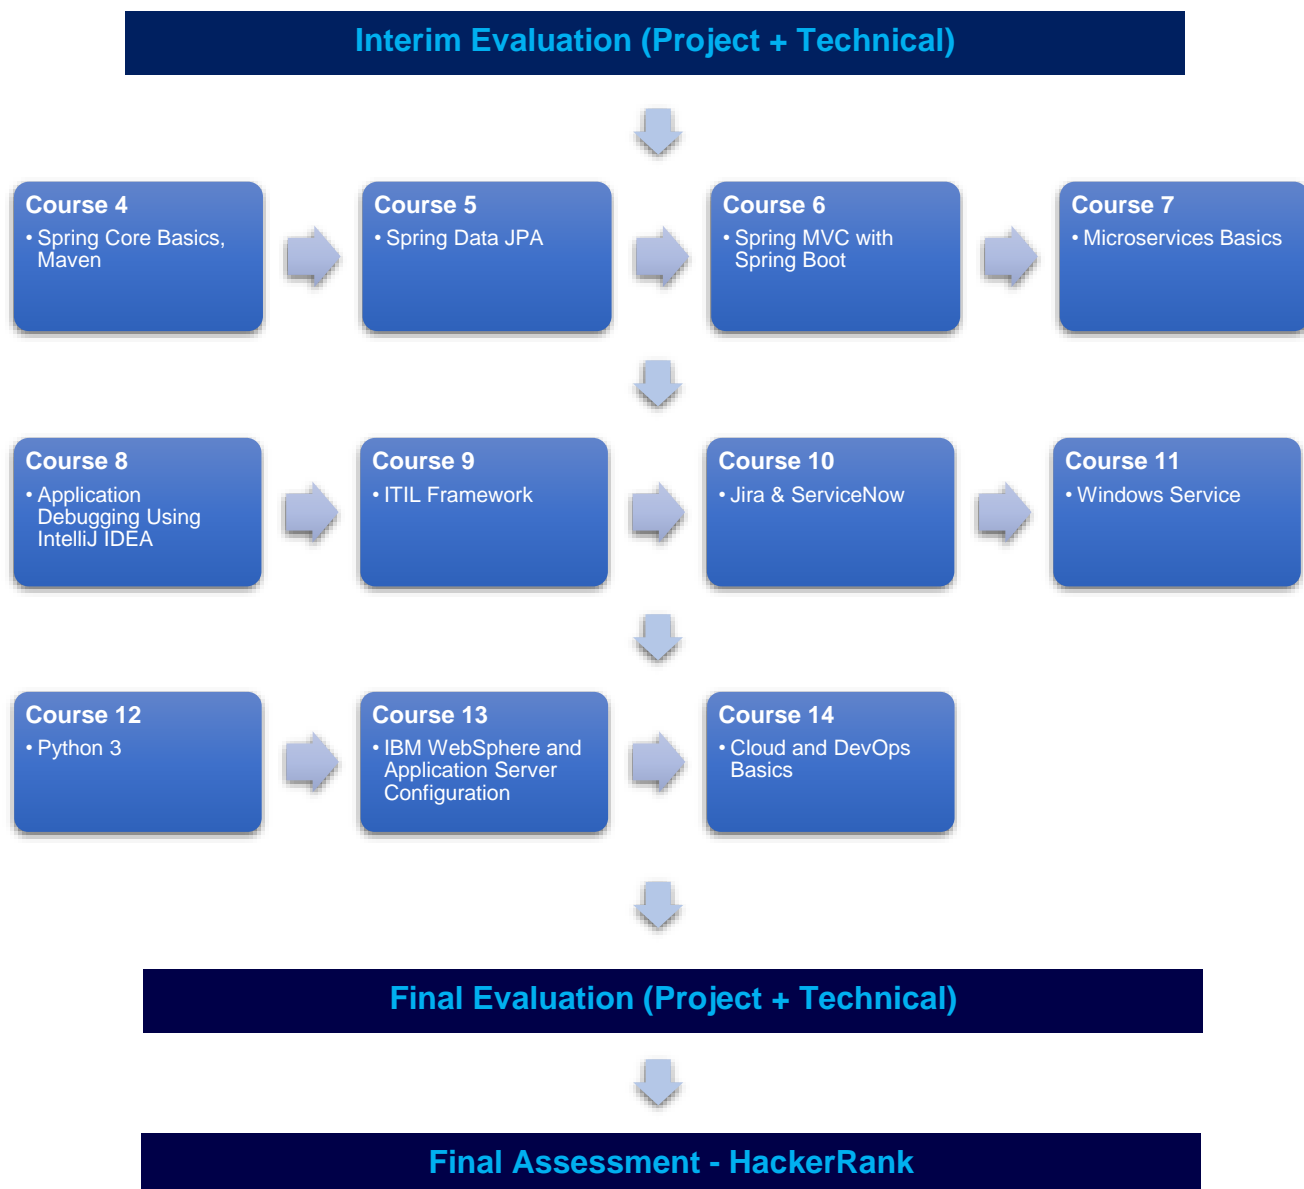 Interim Evaluation (Project + Technical)
Course 4
• Spring Core Basics,
Maven
Course 5
• Spring Data JPA
Course 6
• Spring MVC with
Spring Boot
Course 7
• Microservices Basics
Course 8
• Application
Debugging Using
IntelliJ IDEA
Course 9
• ITIL Framework
Course 10
• Jira & ServiceNow
Course 11
• Windows Service
Course 12
• Python 3
Course 13
• IBM WebSphere and
Application Server
Configuration
Course 14
• Cloud and DevOps
Basics
Final Evaluation (Project + Technical)
Final Assessment - HackerRank